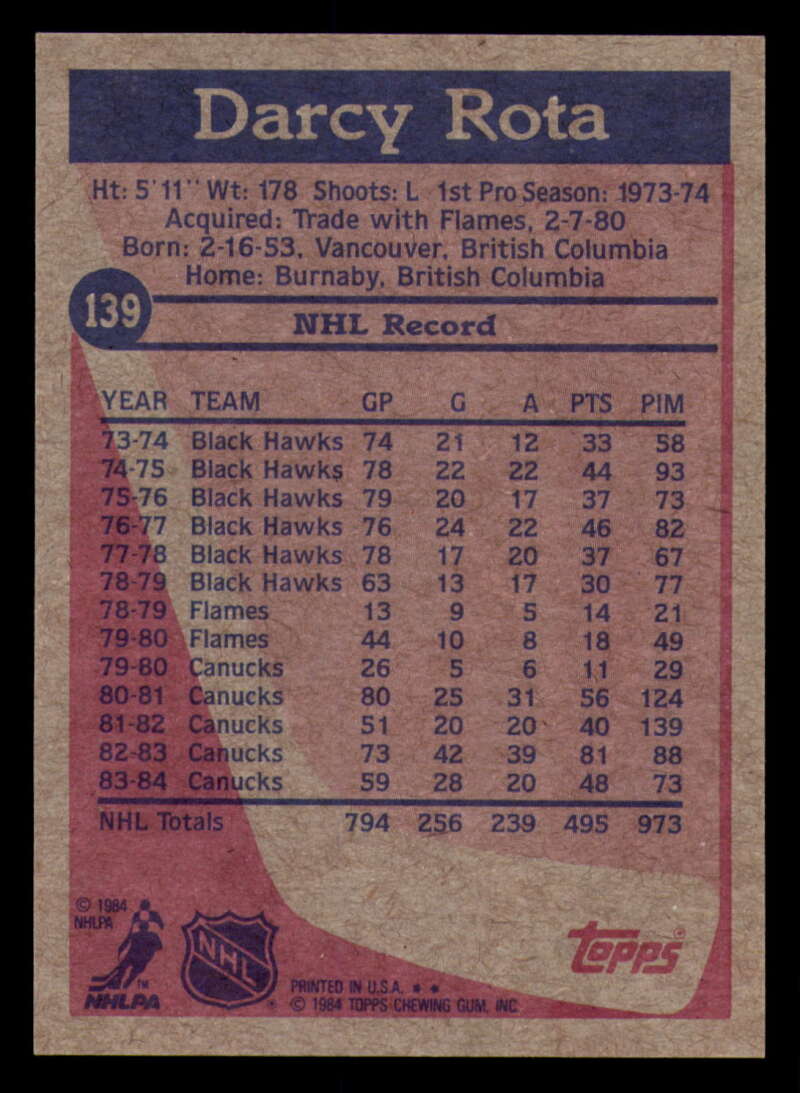 Darcy Rota
Ht: 5'11" Wt: 178 Shoots: L 1st Pro Season: 1973-74
Acquired: Trade with Flames, 2-7-80
Born: 2-16-53, Vancouver, British Columbia
Home: Burnaby, British Columbia
139
NHL Record
YEAR TEAM GP G A PTS PIM
73-74 Black Hawks 74 21 12 33 58
74-75 Black Hawks 78 22 22 44 93
75-76 Black Hawks 79 20 17 37 73
76-77 Black Hawks 76 24 22 46 82
77-78 Black Hawks 78 17 20 37 67
78-79 Black Hawks 63 13 17 30 77
78-79 Flames 13 9 5 14 21
79-80 Flames 44 10 8 18 49
79-80 Canucks 26 5 6 11 29
80-81 Canucks 80 25 31 56 124
81-82 Canucks 51 20 20 40 139
82-83 Canucks 73 42 39 81 88
83-84 Canucks 59 28 20 48 73
NHL Totals 794 256 239 495 973
© 1984
NHLPA
TM
NHLPA
NHL
®
topps®
PRINTED IN U.S.A. * *
© 1984 TOPPS CHEWING GUM, INC.